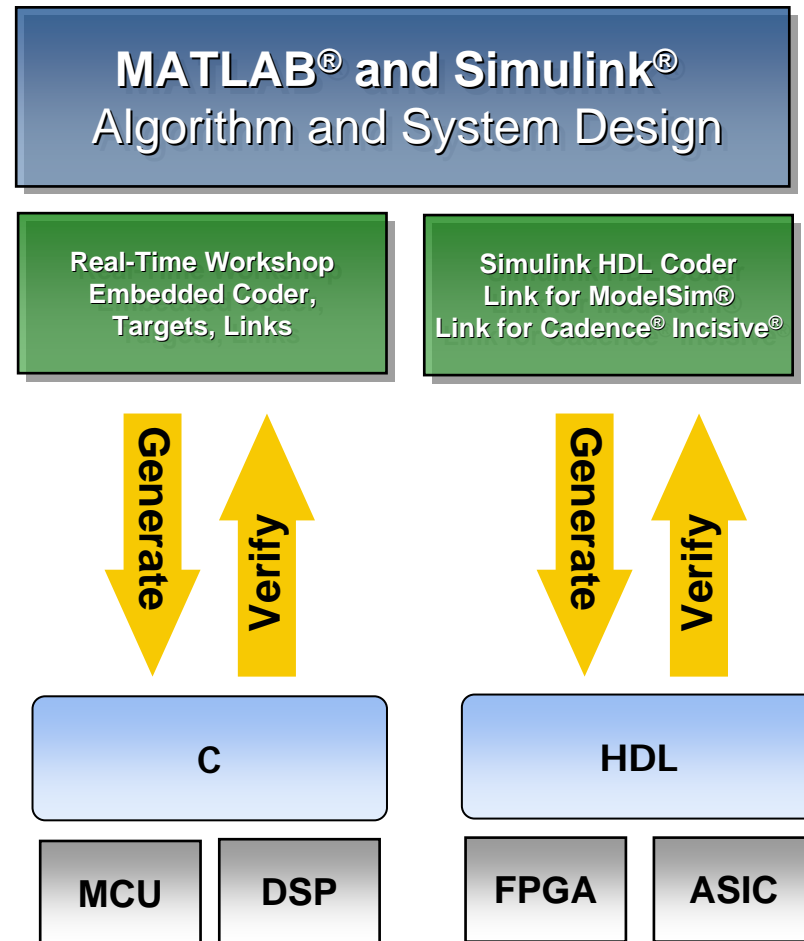 MATLAB® and Simulink®
Algorithm and System Design
Real-Time Workshop
Embedded Coder,
Targets, Links
Simulink HDL Coder
Link for ModelSim®
Link for Cadence® Incisive®
Generate
Verify
Generate
Verify
C
HDL
MCU
DSP
FPGA
ASIC